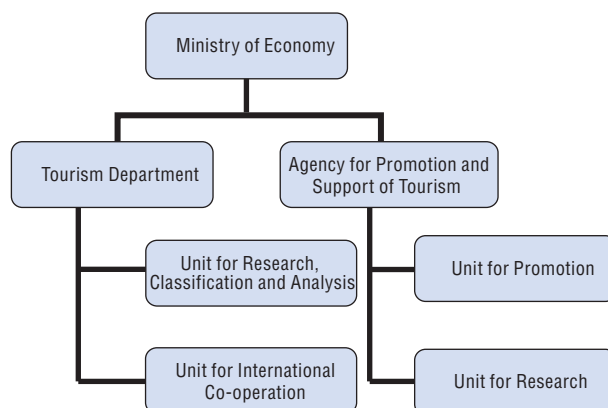 Ministry of Economy
Tourism Department
Agency for Promotion and
Support of Tourism
Unit for Research,
Classification and Analysis
Unit for Promotion
Unit for International
Co-operation
Unit for Research